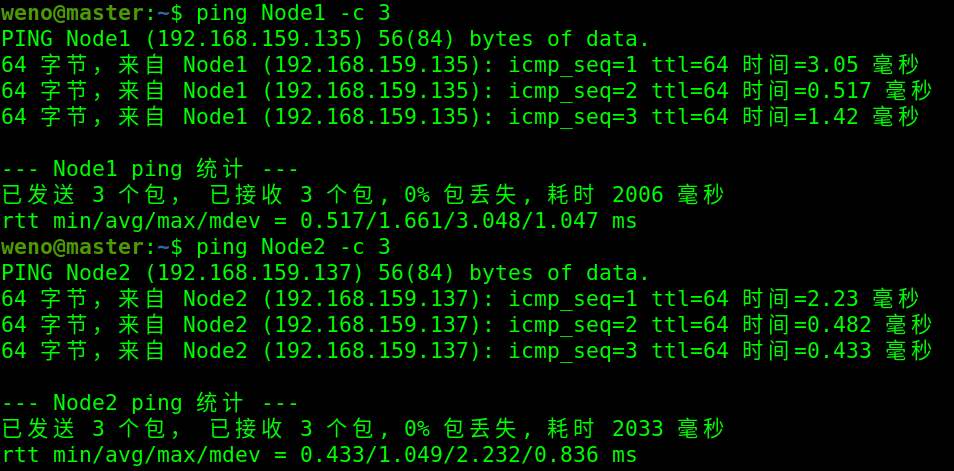 weno@master:~$ ping Node1 -c 3
PING Node1 (192.168.159.135) 56(84) bytes of data.
64 字节，来自 Node1 (192.168.159.135): icmp_seq=1 ttl=64 时间=3.05 毫秒
64 字节，来自 Node1 (192.168.159.135): icmp_seq=2 ttl=64 时间=0.517 毫秒
64 字节，来自 Node1 (192.168.159.135): icmp_seq=3 ttl=64 时间=1.42 毫秒
--- Node1 ping 统计 ---
已发送 3 个包， 已接收 3 个包, 0% 包丢失, 耗时 2006 毫秒
rtt min/avg/max/mdev = 0.517/1.661/3.048/1.047 ms
weno@master:~$ ping Node2 -c 3
PING Node2 (192.168.159.137) 56(84) bytes of data.
64 字节，来自 Node2 (192.168.159.137): icmp_seq=1 ttl=64 时间=2.23 毫秒
64 字节，来自 Node2 (192.168.159.137): icmp_seq=2 ttl=64 时间=0.482 毫秒
64 字节，来自 Node2 (192.168.159.137): icmp_seq=3 ttl=64 时间=0.433 毫秒
--- Node2 ping 统计 ---
已发送 3 个包， 已接收 3 个包, 0% 包丢失, 耗时 2033 毫秒
rtt min/avg/max/mdev = 0.433/1.049/2.232/0.836 ms